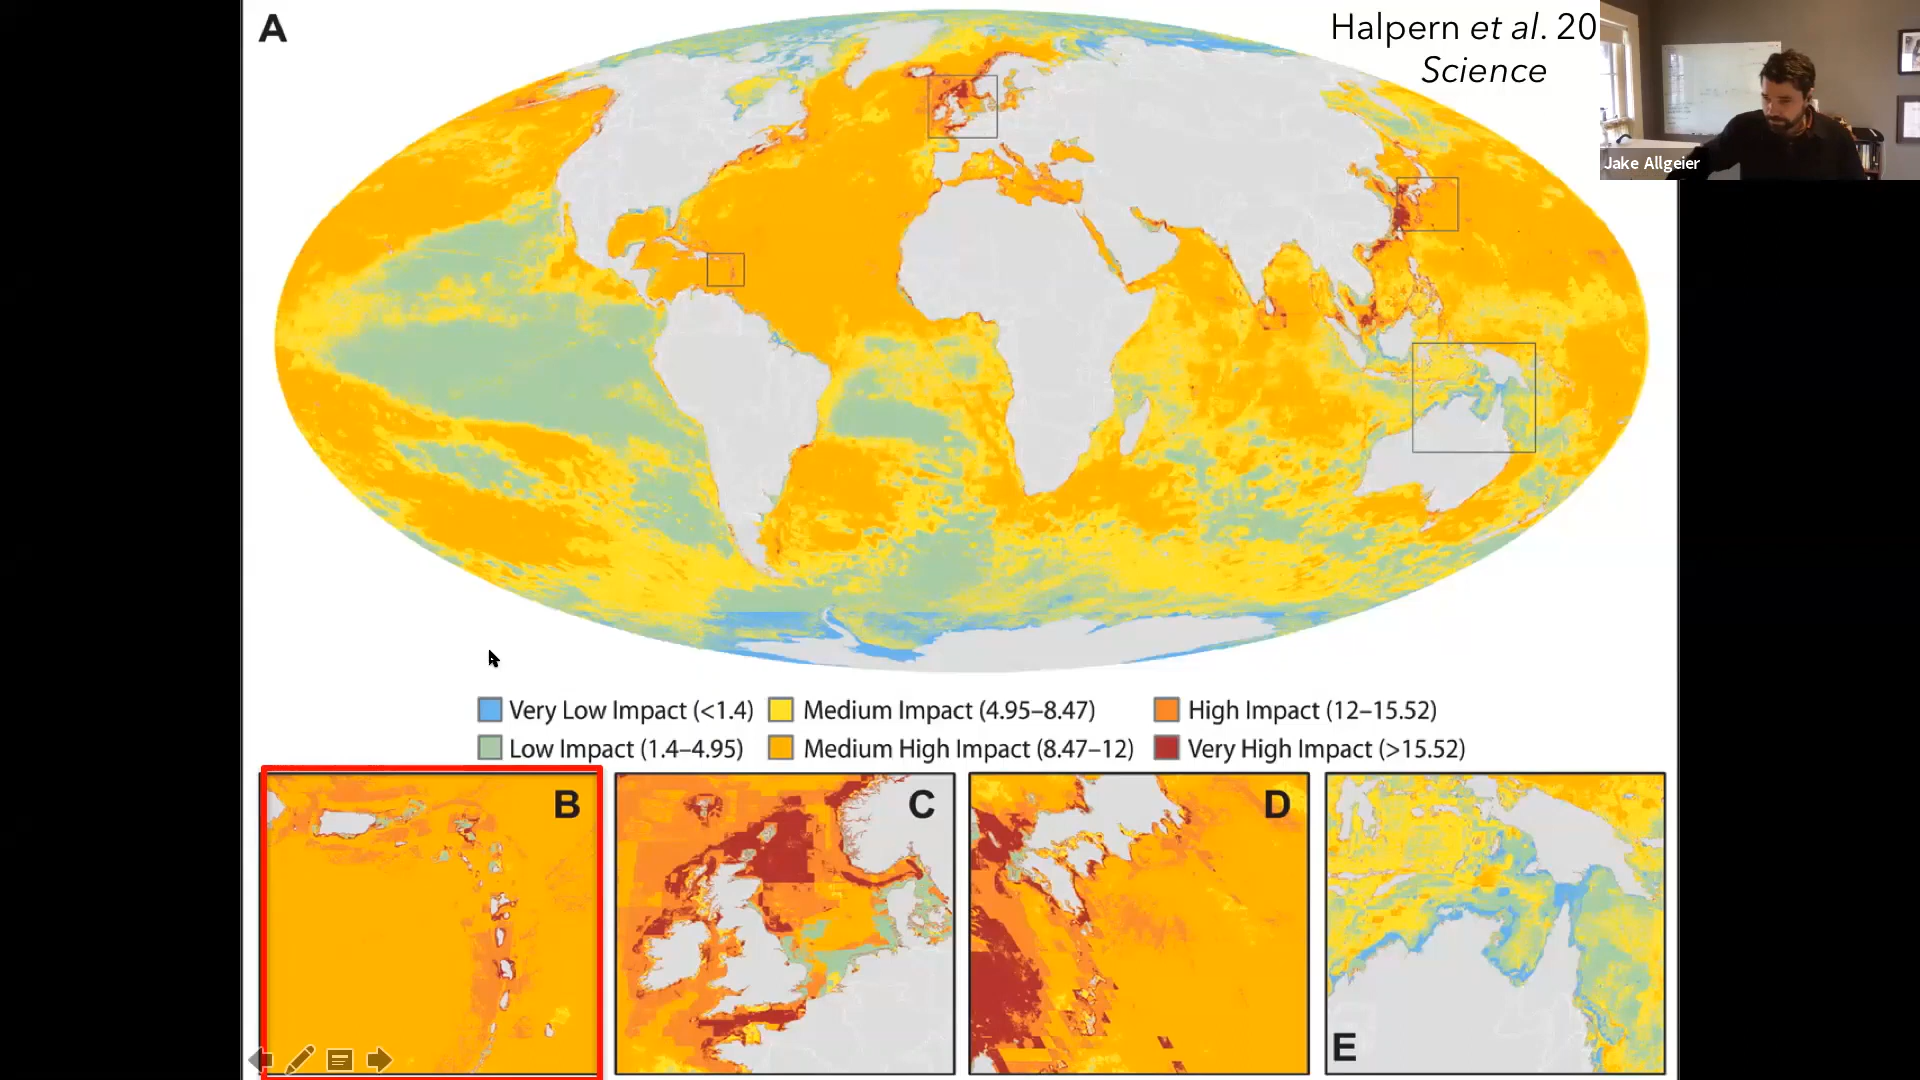 A
Halpern et al. 20
Science
Jake Allgeier
Very Low Impact (<1.4)
Medium Impact (4.95–8.47)
High Impact (12–15.52)
Low Impact (1.4–4.95)
Medium High Impact (8.47–12)
Very High Impact (>15.52)
B
C
D
E